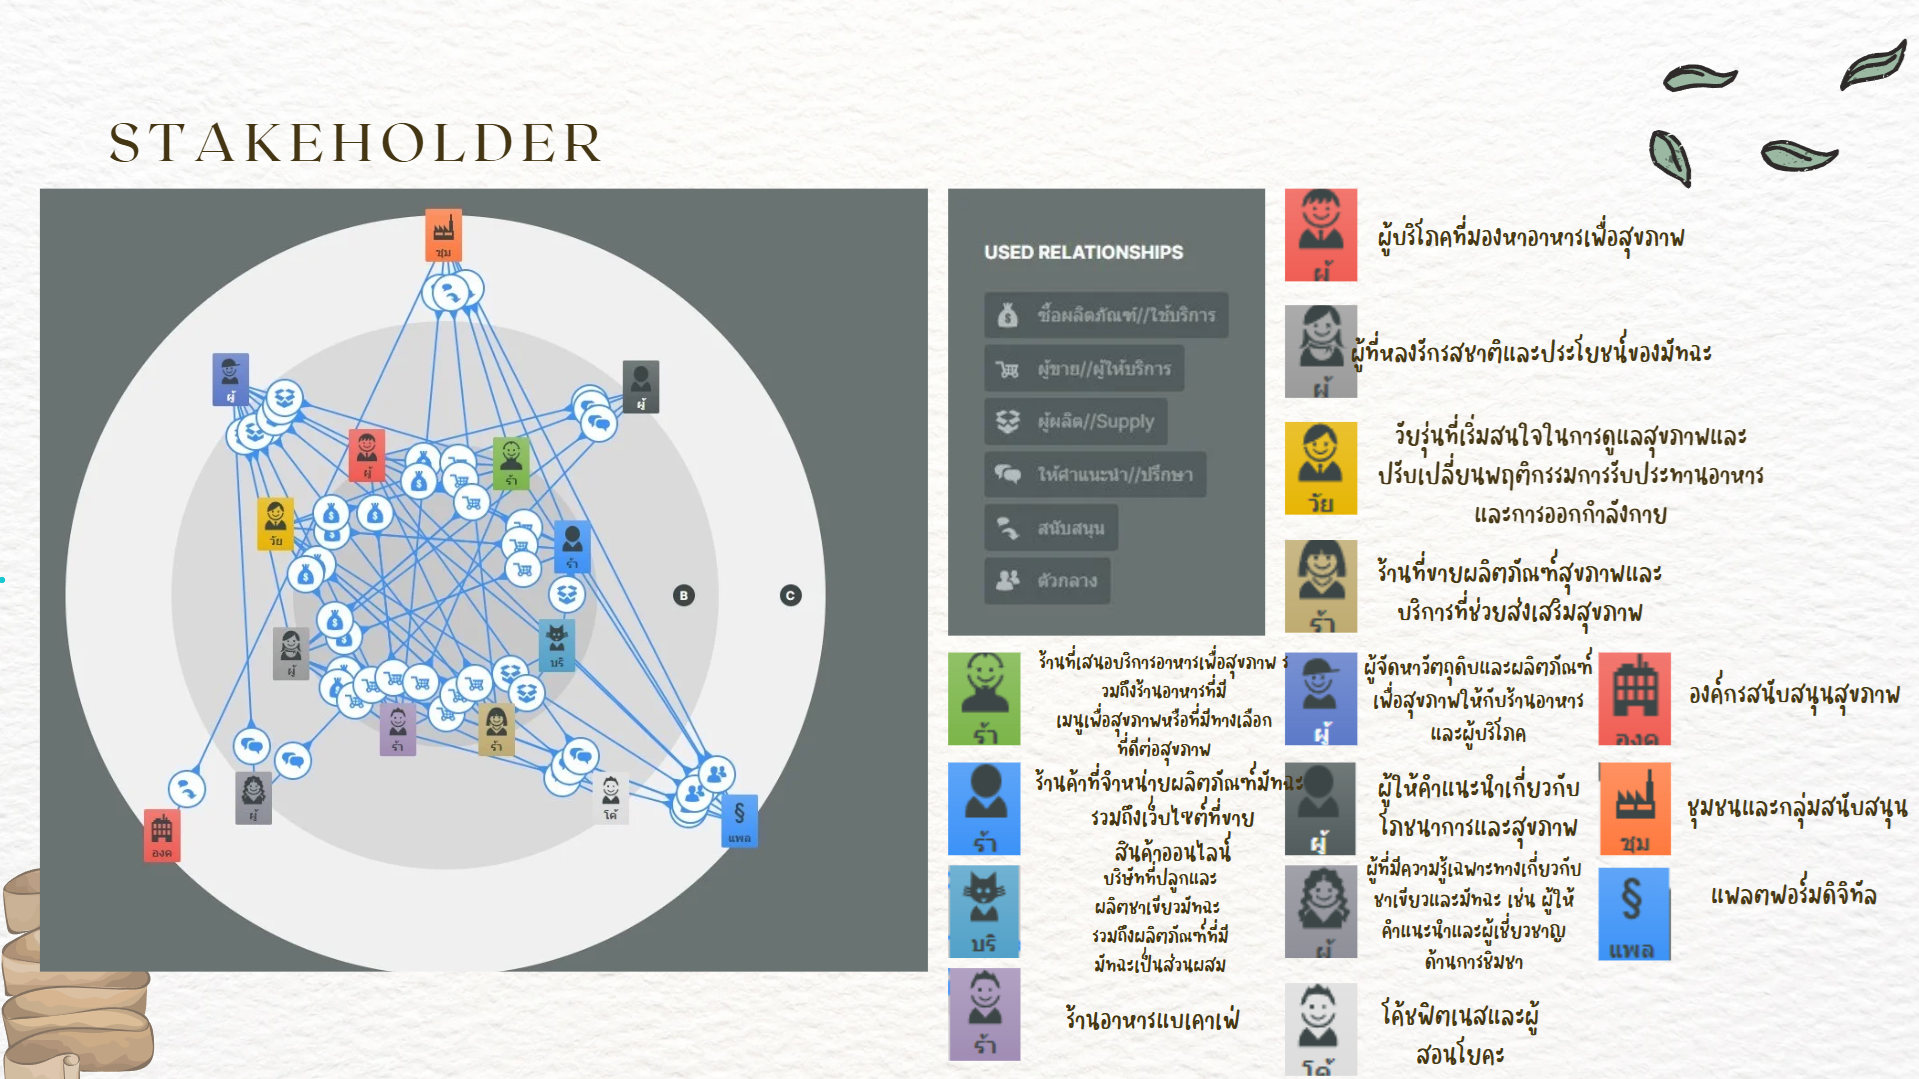 STAKEHOLDER
ชุม
ผู้
ผู้
ผู้
ร้า
วัย
ร้า
ผู้
บริ
ร้า
ร้า
B
C
องค
ผู้
โค้
§
แพล
USED RELATIONSHIPS
ซื้อผลิตภัณฑ์//ใช้บริการ
ผู้ขาย//ผู้ให้บริการ
ผู้ผลิต//Supply
ให้คำแนะนำ//ปรึกษา
สนับสนุน
ตัวกลาง
ผู้
ผู้บริโภคที่มองหาอาหารเพื่อสุขภาพ
ผู้
ผู้ที่หลงรักรสชาติและประโยชน์ของมัทฉะ
วัย
วัยรุ่นที่เริ่มสนใจในการดูแลสุขภาพและ
ปรับเปลี่ยนพฤติกรรมการรับประทานอาหาร
และการออกกำลังกาย
ร้า
ร้านที่ขายผลิตภัณฑ์สุขภาพและ
บริการที่ช่วยส่งเสริมสุขภาพ
ร้า
ร้านที่เสนอบริการอาหารเพื่อสุขภาพ ร
วมถึงร้านอาหารที่มี
เมนูเพื่อสุขภาพหรือที่มีทางเลือก
ที่ดีต่อสุขภาพ
ร้า
ร้านค้าที่จำหน่ายผลิตภัณฑ์มัทฉะ
รวมถึงเว็บไซต์ที่ขาย
สินค้าออนไลน์
บริ
บริษัทที่ปลูกและ
ผลิตชาเขียวมัทฉะ
รวมถึงผลิตภัณฑ์ที่มี
มัทฉะเป็นส่วนผสม
ร้า
ร้านอาหารและคาเฟ่
ผู้
ผู้จัดหาวัตถุดิบและผลิตภัณฑ์
เพื่อสุขภาพให้กับร้านอาหาร
และผู้บริโภค
ผู้
ผู้ให้คำแนะนำเกี่ยวกับ
โภชนาการและสุขภาพ
ผู้
ผู้ที่มีความรู้เฉพาะทางเกี่ยวกับ
ชาเขียวและมัทฉะ เช่น ผู้ให้
คำแนะนำและผู้เชี่ยวชาญ
ด้านการชิมชา
โค้
โค้ชฟิตเนสและผู้
สอนโยคะ
องค
องค์กรสนับสนุนสุขภาพ
ชุม
ชุมชนและกลุ่มสนับสนุน
§
แพล
แพลตฟอร์มดิจิทัล